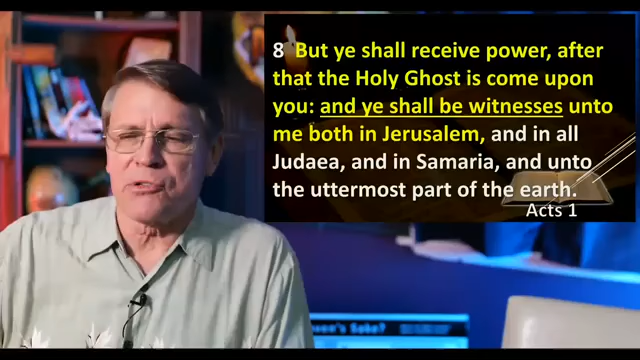 8 But ye shall receive power, after
that the Holy Ghost is come upon
you: and ye shall be witnesses unto
me both in Jerusalem, and in all
Judaea, and in Samaria, and unto
the uttermost part of the earth.
Acts 1
Sake?